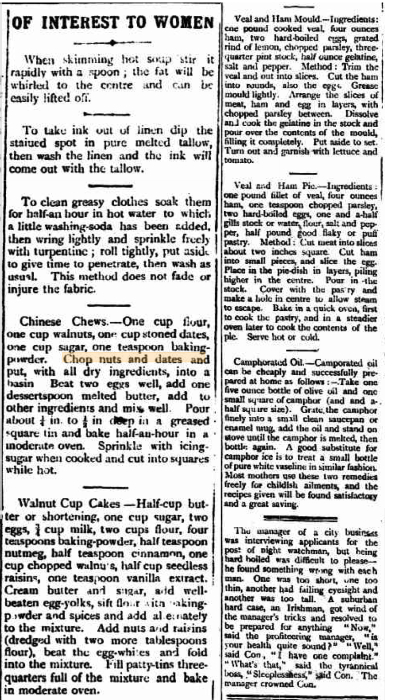 OF INTEREST TO WOMEN
When skimming hot soup stir it
rapidly with a spoon ; the fat will be
whirled to the centre and can be
easily lifted off.
To take ink out of linen dip the
stained spot in pure melted tallow,
then wash the linen and the ink will
come out with the tallow.
To clean greasy clothes soak them
for half-an hour in hot water to which
a little washing-soda has been added,
then wring lightly and sprinkle freely
with turpentine ; roll tightly, put aside
to give time to penetrate, then wash as
usual. This method does not fade or
injure the fabric.
Chinese Chews.—One cup flour,
one cup walnuts, one cup stoned dates,
one cup sugar, one teaspoon baking-
powder. Chop nuts and dates and
put, with all dry ingredients, into a
basin Beat two eggs well, add one
dessertspoon melted butter, add to
other ingredients and mix well. Pour
about ¼ in. to in deep in a greased
square tin and bake half-an-hour in a
moderate oven. Sprinkle with icing-
sugar when cooked and cut into squares
while hot.
Walnut Cup Cakes —Half-cup but-
ter or shortening, one cup sugar, two
eggs, ¾ cup milk, two cups flour, four
teaspoons baking-powder, half teaspoon
nutmeg, half teaspoon cinnamon, one
cup chopped walnuts, half cup seedless
raisins, one teaspoon vanilla extract.
Cream butter and sugar, add well-
beaten egg-yolks, sift flour with baking-
powder and spices and add alternately
to the mixture. Add nuts and raisins
(dredged with two more tablespoons
flour), beat the egg-whites and fold
into the mixture. Fill patty-tins three-
quarters full of the mixture and bake
in moderate oven.
Veal and Ham Mould.—Ingredients:
one pound cooked veal, four ounces
ham, two hard-boiled eggs, grated
rind of lemon, chopped parsley, three-
quarter pint stock, half ounce gelatine,
salt and pepper. Method : Trim the
veal and cut into slices. Cut the ham
into rounds, also the eggs. Grease
mould lightly. Arrange the slices of
meat, ham and egg in layers, with
chopped parsley between. Dissolve
and cook the gelatine in the stock and
pour over the contents of the mould,
filling it completely. Put aside to set.
Turn out and garnish with lettuce and
tomato.
Veal and Ham Pie.—Ingredients :
one pound fillet of veal, four ounces
ham, one teaspoon chopped parsley,
two hard-boiled eggs, one and a-half
gills stock or water, flour, salt and pep-
per, half pound good flaky or puff
pastry. Method : Cut meat into slices
about two inches square. Cut ham
into small pieces, and slice the egg.
Place in the pie-dish in layers, piling
higher in the centre. Pour in the
stock. Cover with the pastry and
make a hole in centre to allow steam
to escape. Bake in a quick oven, first
to cook the pastry, and in a steadier
oven later to cook the contents of the
pie. Serve hot or cold.
Camphorated Oil.—Camporated oil
can be cheaply and successfully pre-
pared at home as follows :—Take one
five ounce bottle of olive oil and one
small square of camphor (and and a-
half square size). Grate the camphor
finely into a small clean saucepan or
enamel mug, add the oil and stand on
stove until the camphor is melted, then
bottle again. A good substitute for
camphor ice is to treat a small bottle
of pure white vaseline in similar fashion.
Most mothers use these two remedies
freely for childish ailments, and the
recipes given will be found satisfactory
and a great saving.
The manager of a city business
was interviewing applicants for the
post of night watchman, but being
hard boiled was difficult to please—
he found something wrong with each
man. One was too short, one too
thin, another had failing eyesight and
another was too tall. A suburban
hard case, an Irishman, got wind of
the manager's tricks and resolved to
be prepared for anything "Now,"
said the profiteering manager, "is
your health quite sound?" "Well,"
said Con, "I have one complaint."
"What's that," said the tyrannical
boss, "Sleeplessness," said Con. The
manager crowned Con.